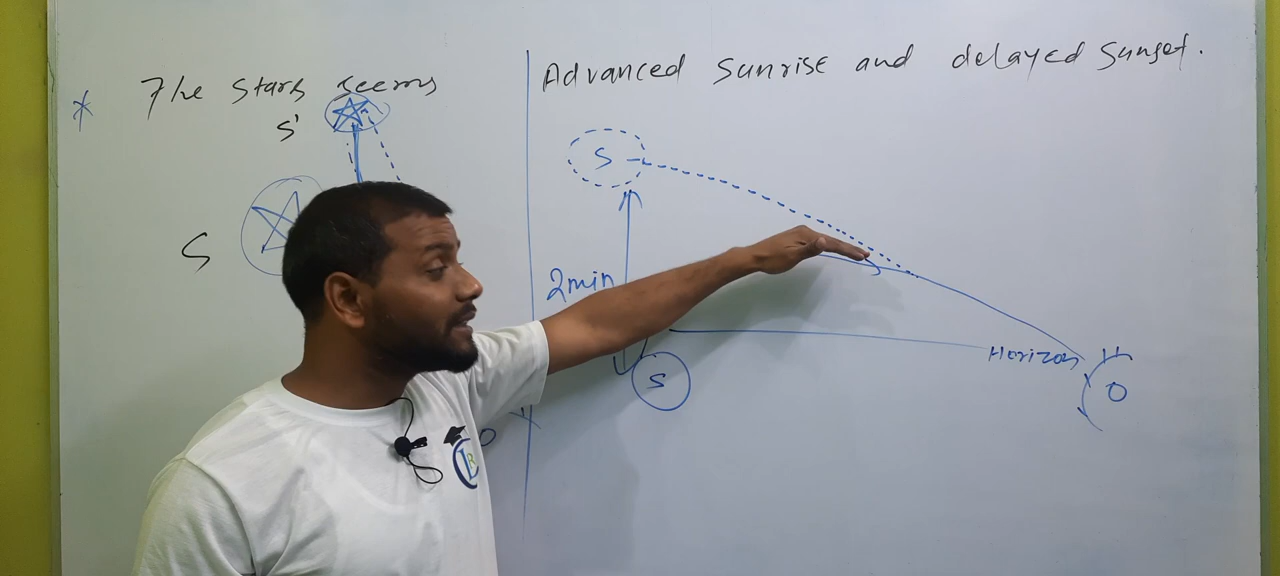 * The stars seems
S'
S
O
Advanced sunrise and delayed sunset.
S
2min
S
Horizon
O